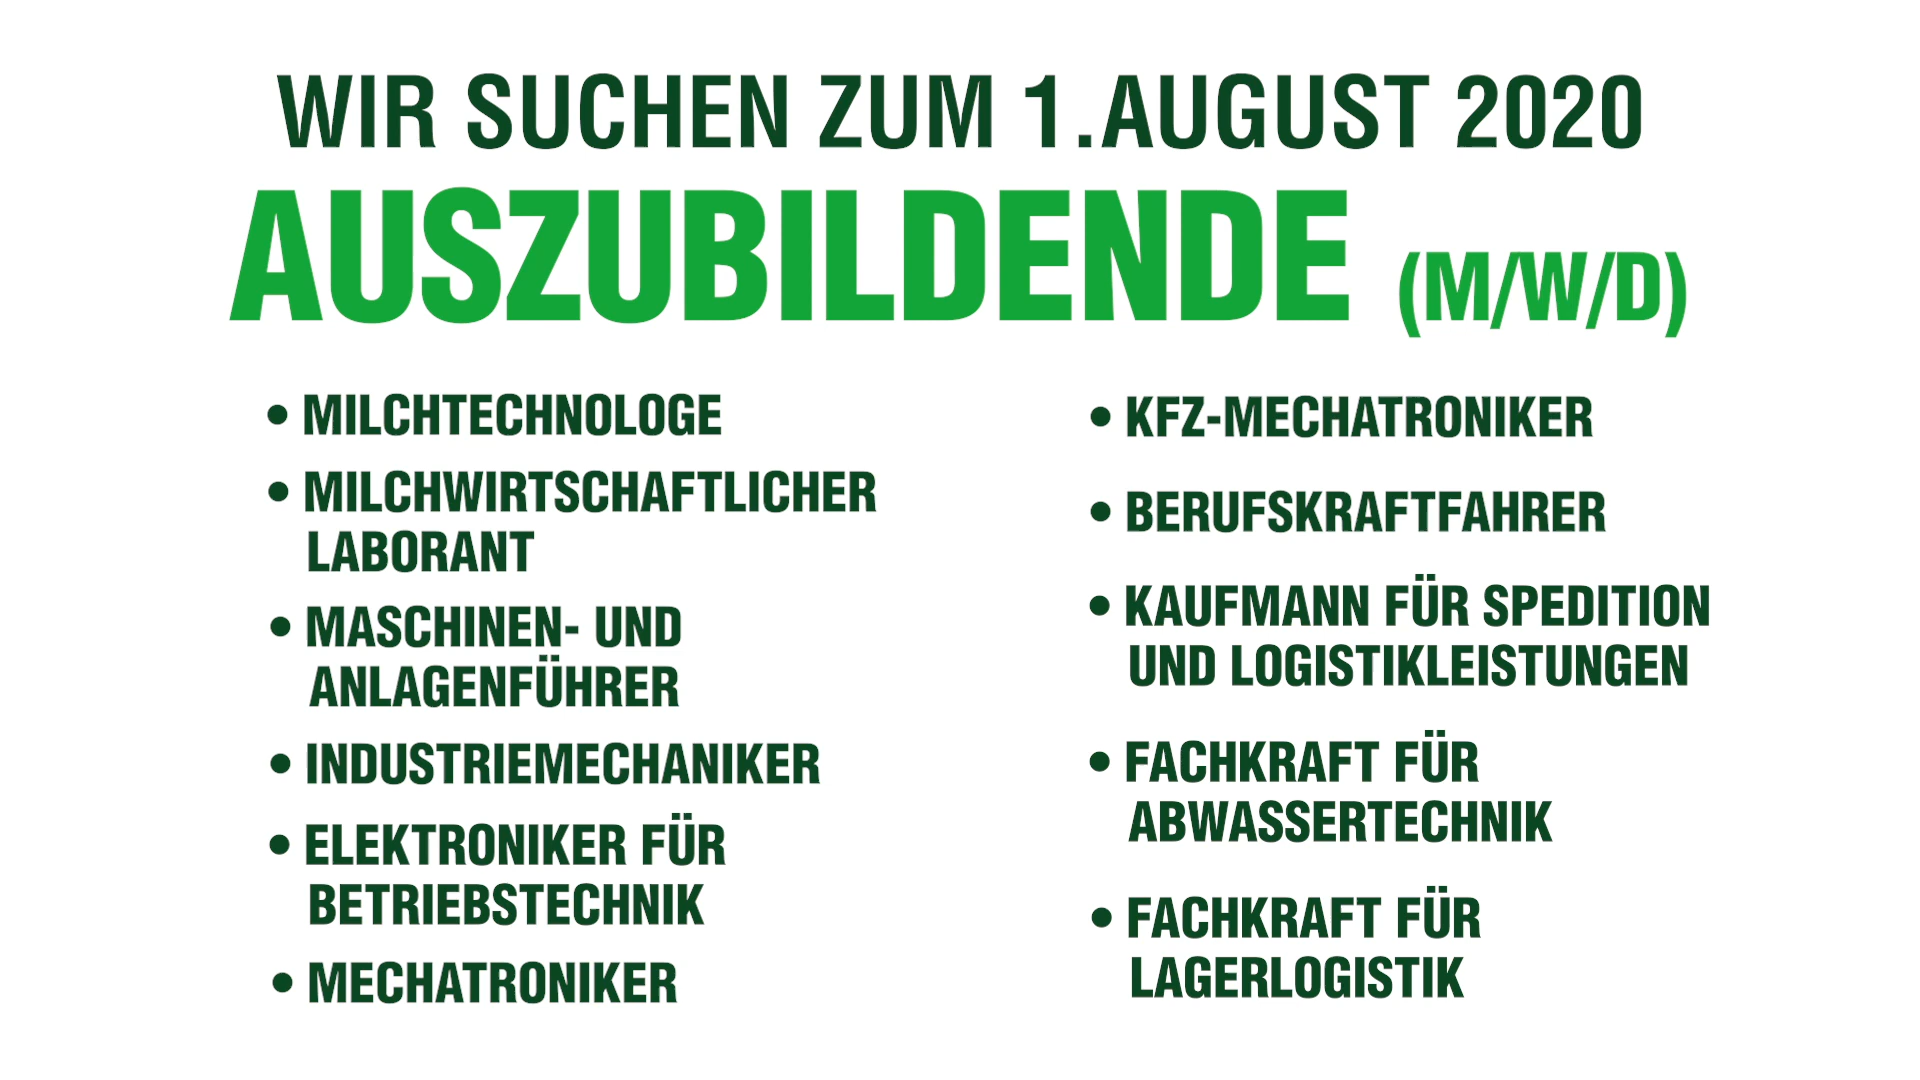 WIR SUCHEN ZUM 1.AUGUST 2020
AUSZUBILDENDE (M/W/D)
• MILCHTECHNOLOGE
• MILCHWIRTSCHAFTLICHER
LABORANT
• MASCHINEN- UND
ANLAGENFÜHRER
• INDUSTRIEMECHANIKER
• ELEKTRONIKER FÜR
BETRIEBSTECHNIK
• MECHATRONIKER
• KFZ-MECHATRONIKER
• BERUFSKRAFTFAHRER
• KAUFMANN FÜR SPEDITION
UND LOGISTIKLEISTUNGEN
• FACHKRAFT FÜR
ABWASSERTECHNIK
• FACHKRAFT FÜR
LAGERLOGISTIK